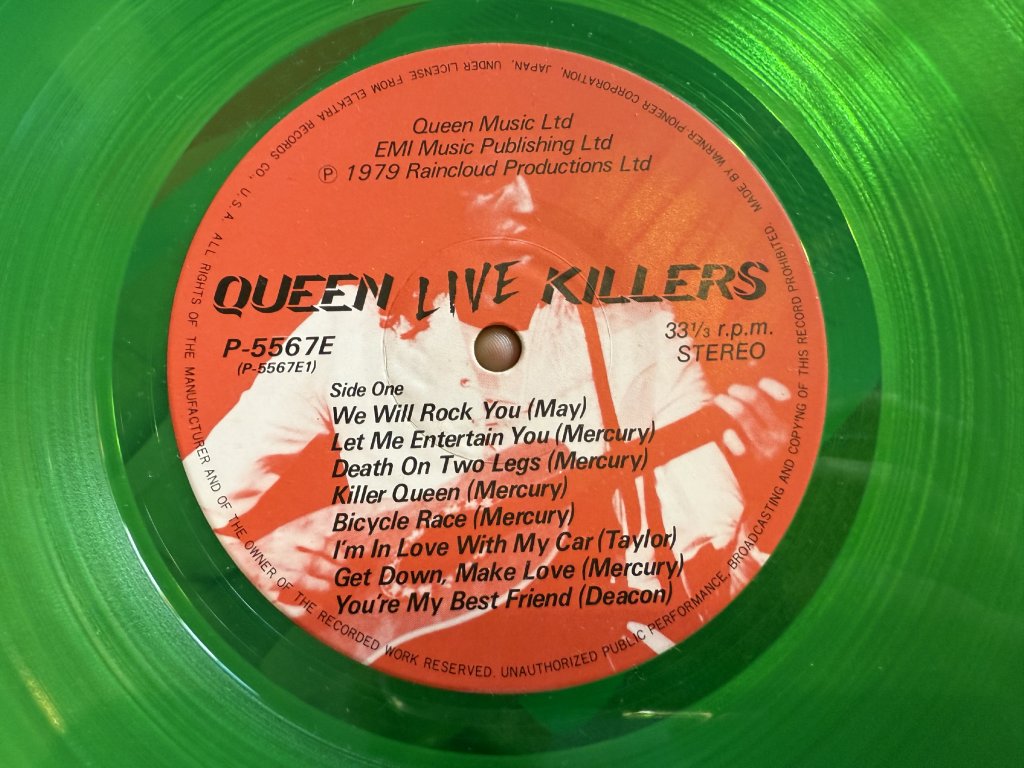 Queen Music Ltd
EMI Music Publishing Ltd
℗ 1979 Raincloud Productions Ltd
QUEEN LIVE KILLERS
P-5567E
(P-5567E1)
33 1/3 r.p.m.
STEREO
Side One
We Will Rock You (May)
Let Me Entertain You (Mercury)
Death On Two Legs (Mercury)
Killer Queen (Mercury)
Bicycle Race (Mercury)
I'm In Love With My Car (Taylor)
Get Down, Make Love (Mercury)
You're My Best Friend (Deacon)
MADE BY WARNER-PIONEER CORPORATION, JAPAN, UNDER LICENSE FROM ELEKTRA RECORDS CO., U.S.A. ALL RIGHTS OF THE MANUFACTURER AND OF THE OWNER OF THE RECORDED WORK RESERVED. UNAUTHORIZED PUBLIC PERFORMANCE, BROADCASTING AND COPYING OF THIS RECORD PROHIBITED.